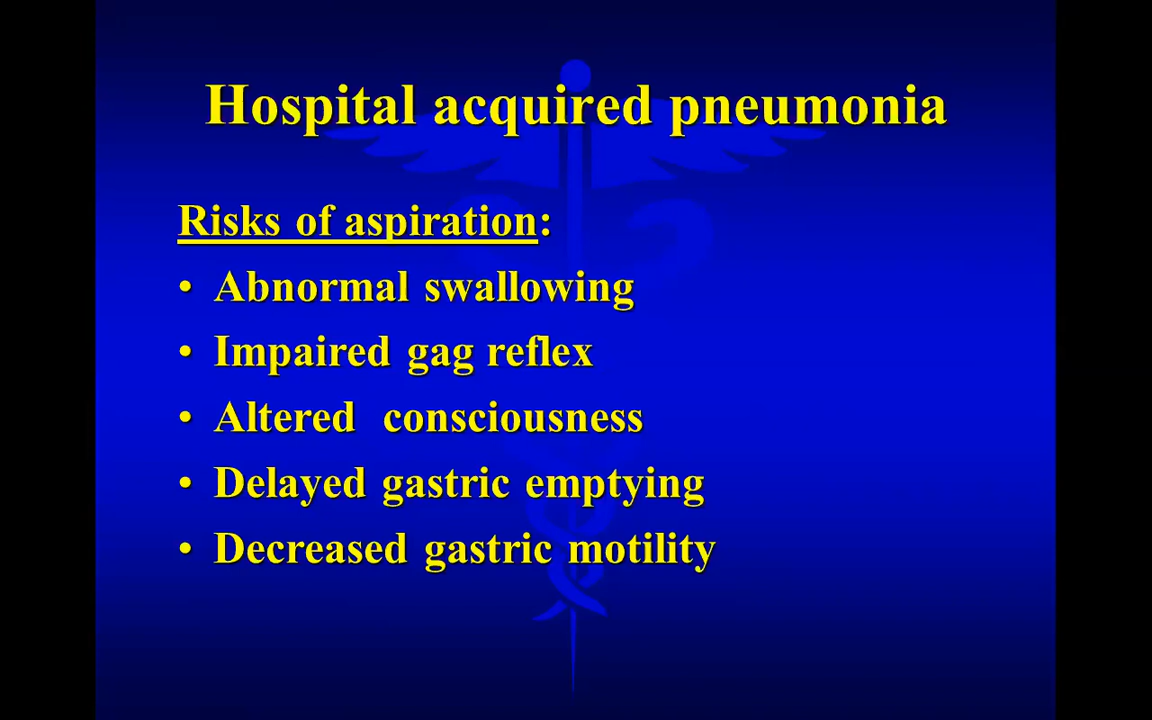 Hospital acquired pneumonia
Risks of aspiration:
• Abnormal swallowing
• Impaired gag reflex
• Altered consciousness
• Delayed gastric emptying
• Decreased gastric motility